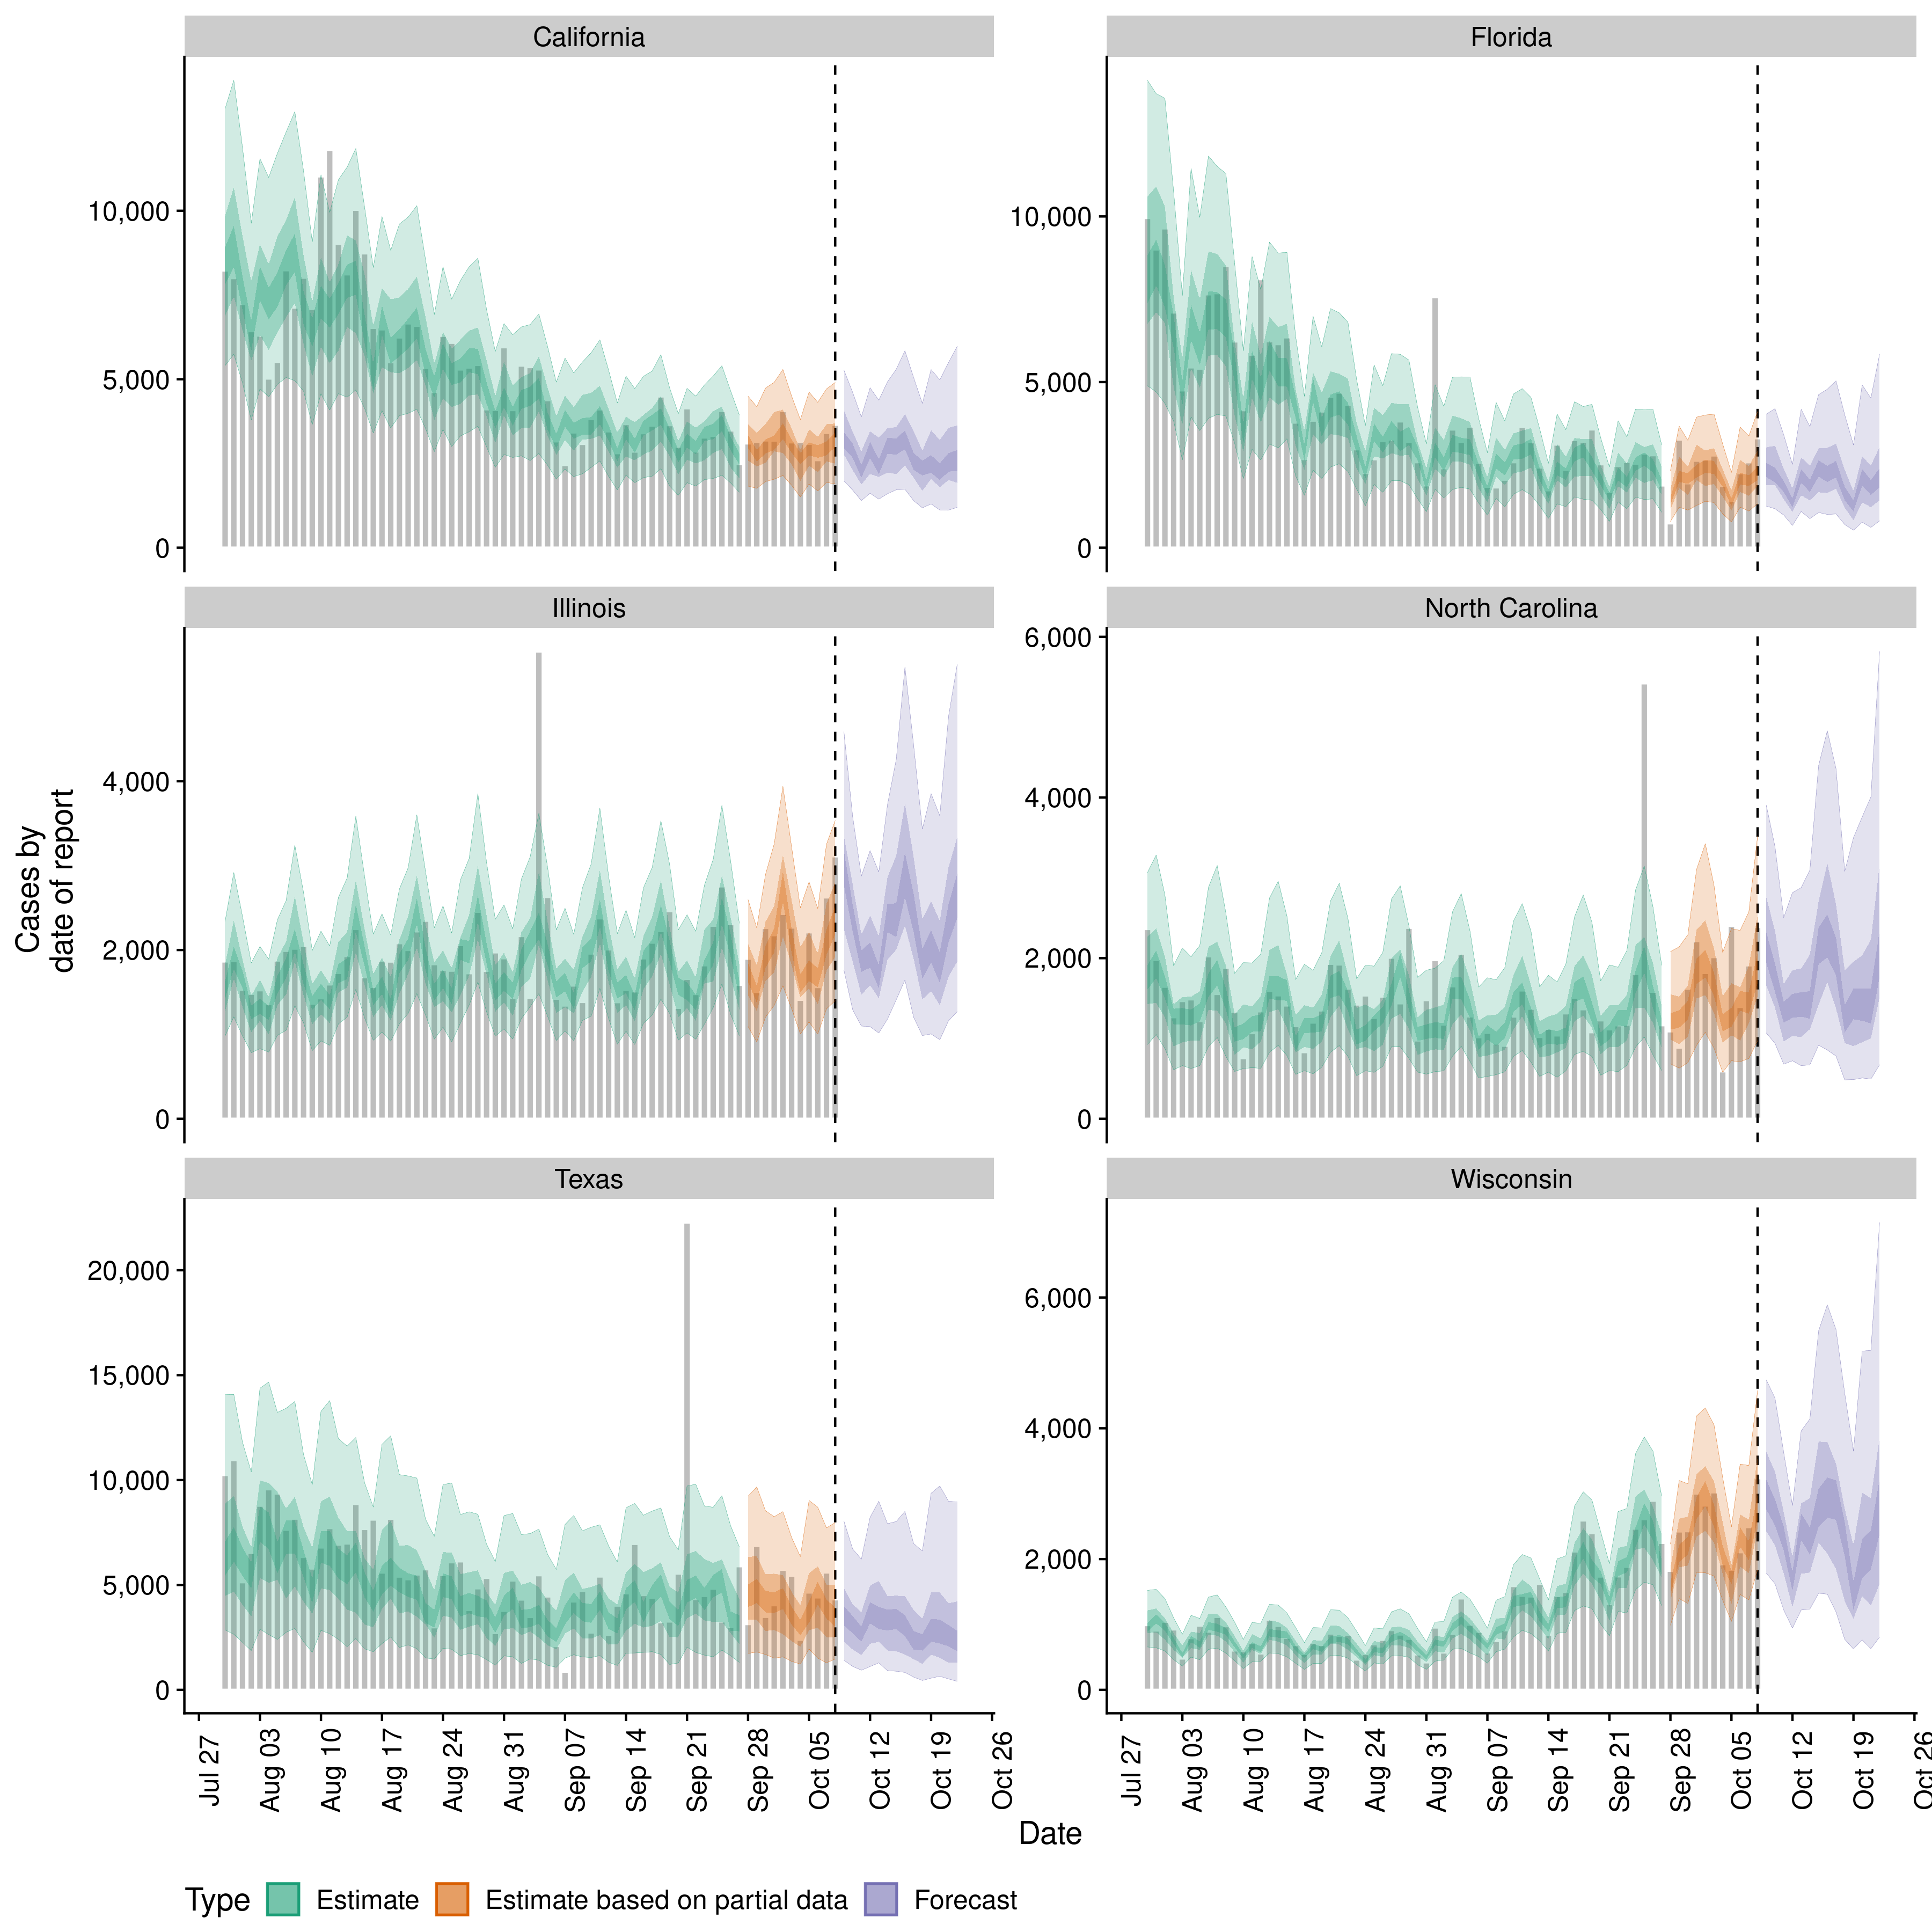 California
Florida
10,000
5,000
0
10,000
5,000
0
Illinois
North Carolina
4,000
2,000
0
6,000
4,000
2,000
0
Cases by
date of report
Texas
Wisconsin
20,000
15,000
10,000
5,000
0
6,000
4,000
2,000
0
Jul 27
Aug 03
Aug 10
Aug 17
Aug 24
Aug 31
Sep 07
Sep 14
Sep 21
Sep 28
Oct 05
Oct 12
Oct 19
Oct 26
Jul 27
Aug 03
Aug 10
Aug 17
Aug 24
Aug 31
Sep 07
Sep 14
Sep 21
Sep 28
Oct 05
Oct 12
Oct 19
Oct 26
Date
Type Estimate Estimate based on partial data Forecast